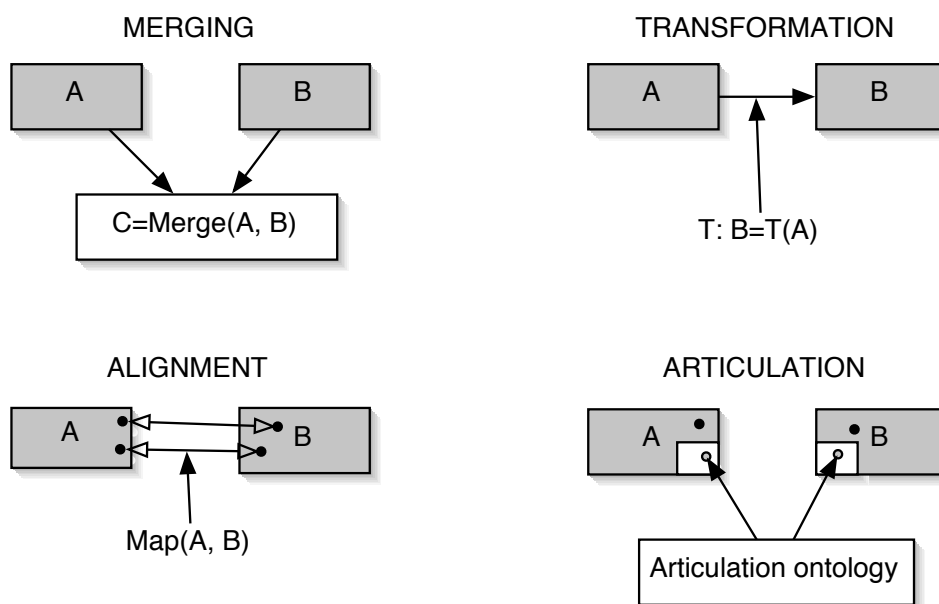 MERGING
A
B
C=Merge(A, B)
TRANSFORMATION
A
B
T: B=T(A)
ALIGNMENT
A
B
Map(A, B)
ARTICULATION
A
B
Articulation ontology